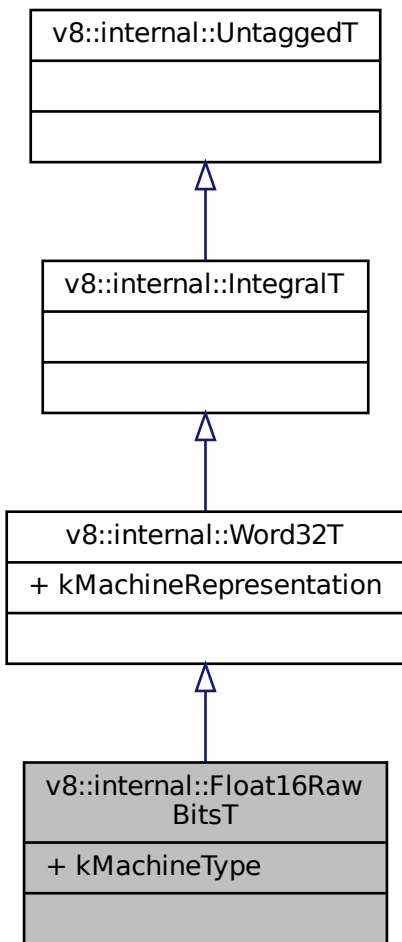 v8::internal::UntaggedT
v8::internal::IntegralT
v8::internal::Word32T
+ kMachineRepresentation
v8::internal::Float16Raw
BitsT
+ kMachineType